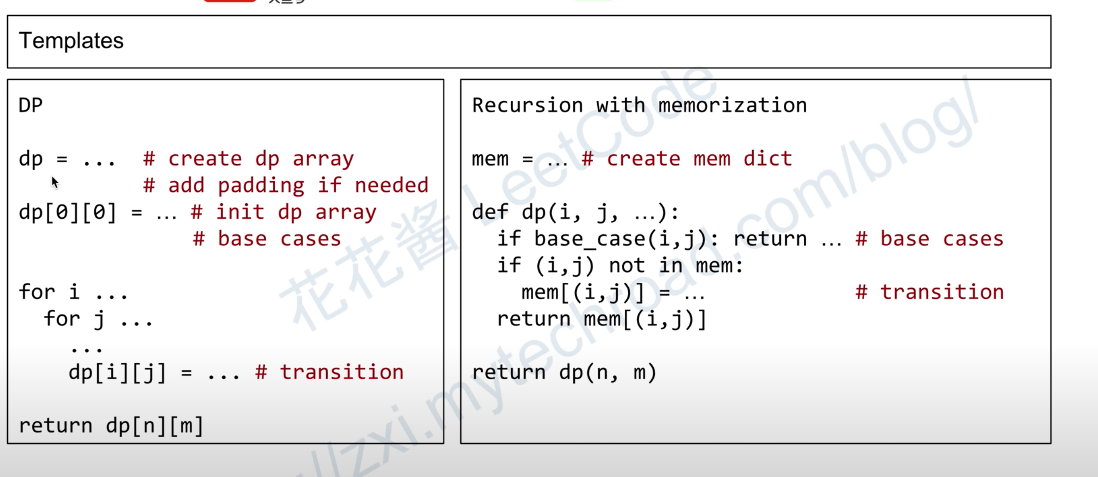 Templates
DP
dp = ... # create dp array
# add padding if needed
dp[0][0] = … # init dp array
# base cases
for i ...
for j ...
...
dp[i][j] = ... # transition
return dp[n][m]
Recursion with memorization
mem = … # create mem dict
def dp(i, j, …):
if base_case(i,j): return … # base cases
if (i,j) not in mem:
mem[(i,j)] = … # transition
return mem[(i,j)]
return dp(n, m)
花花酱 LeetCode
//zxi.mytechroad.com/blog/